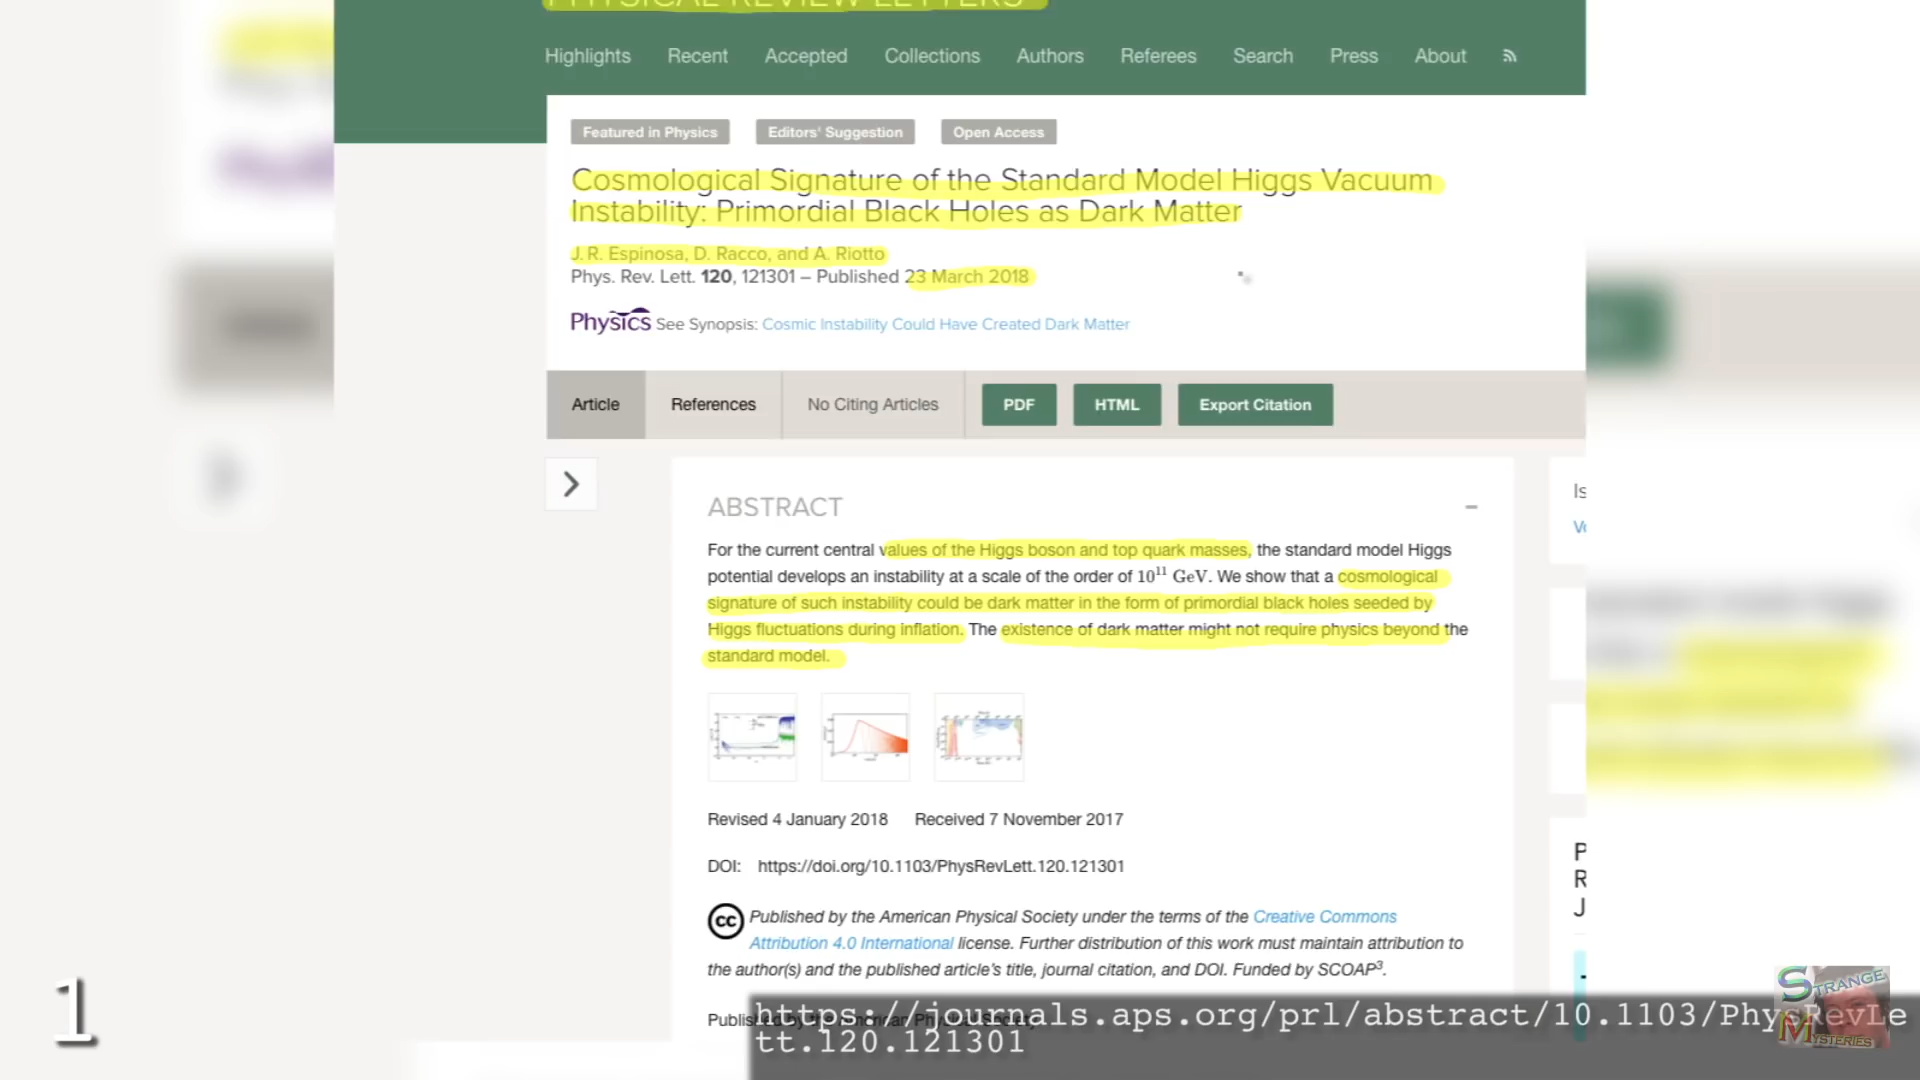 PHYSICAL REVIEW LETTERS
Highlights Recent Accepted Collections Authors Referees Search Press About
Featured in Physics Editors' Suggestion Open Access
Cosmological Signature of the Standard Model Higgs Vacuum
Instability: Primordial Black Holes as Dark Matter
J. R. Espinosa, D. Racco, and A. Riotto
Phys. Rev. Lett. 120, 121301 – Published 23 March 2018
Physics See Synopsis: Cosmic Instability Could Have Created Dark Matter
Article References No Citing Articles PDF HTML Export Citation
ABSTRACT
For the current central values of the Higgs boson and top quark masses, the standard model Higgs
potential develops an instability at a scale of the order of 10¹¹ GeV. We show that a cosmological
signature of such instability could be dark matter in the form of primordial black holes seeded by
Higgs fluctuations during inflation. The existence of dark matter might not require physics beyond the
standard model.
Revised 4 January 2018 Received 7 November 2017
DOI: https://doi.org/10.1103/PhysRevLett.120.121301
cc Published by the American Physical Society under the terms of the Creative Commons
Attribution 4.0 International license. Further distribution of this work must maintain attribution to
the author(s) and the published article's title, journal citation, and DOI. Funded by SCOAP³.
Published by the American Physical Society
1
https://journals.aps.org/prl/abstract/10.1103/PhysRevLe
tt.120.121301
STRANGE
MYSTERIES